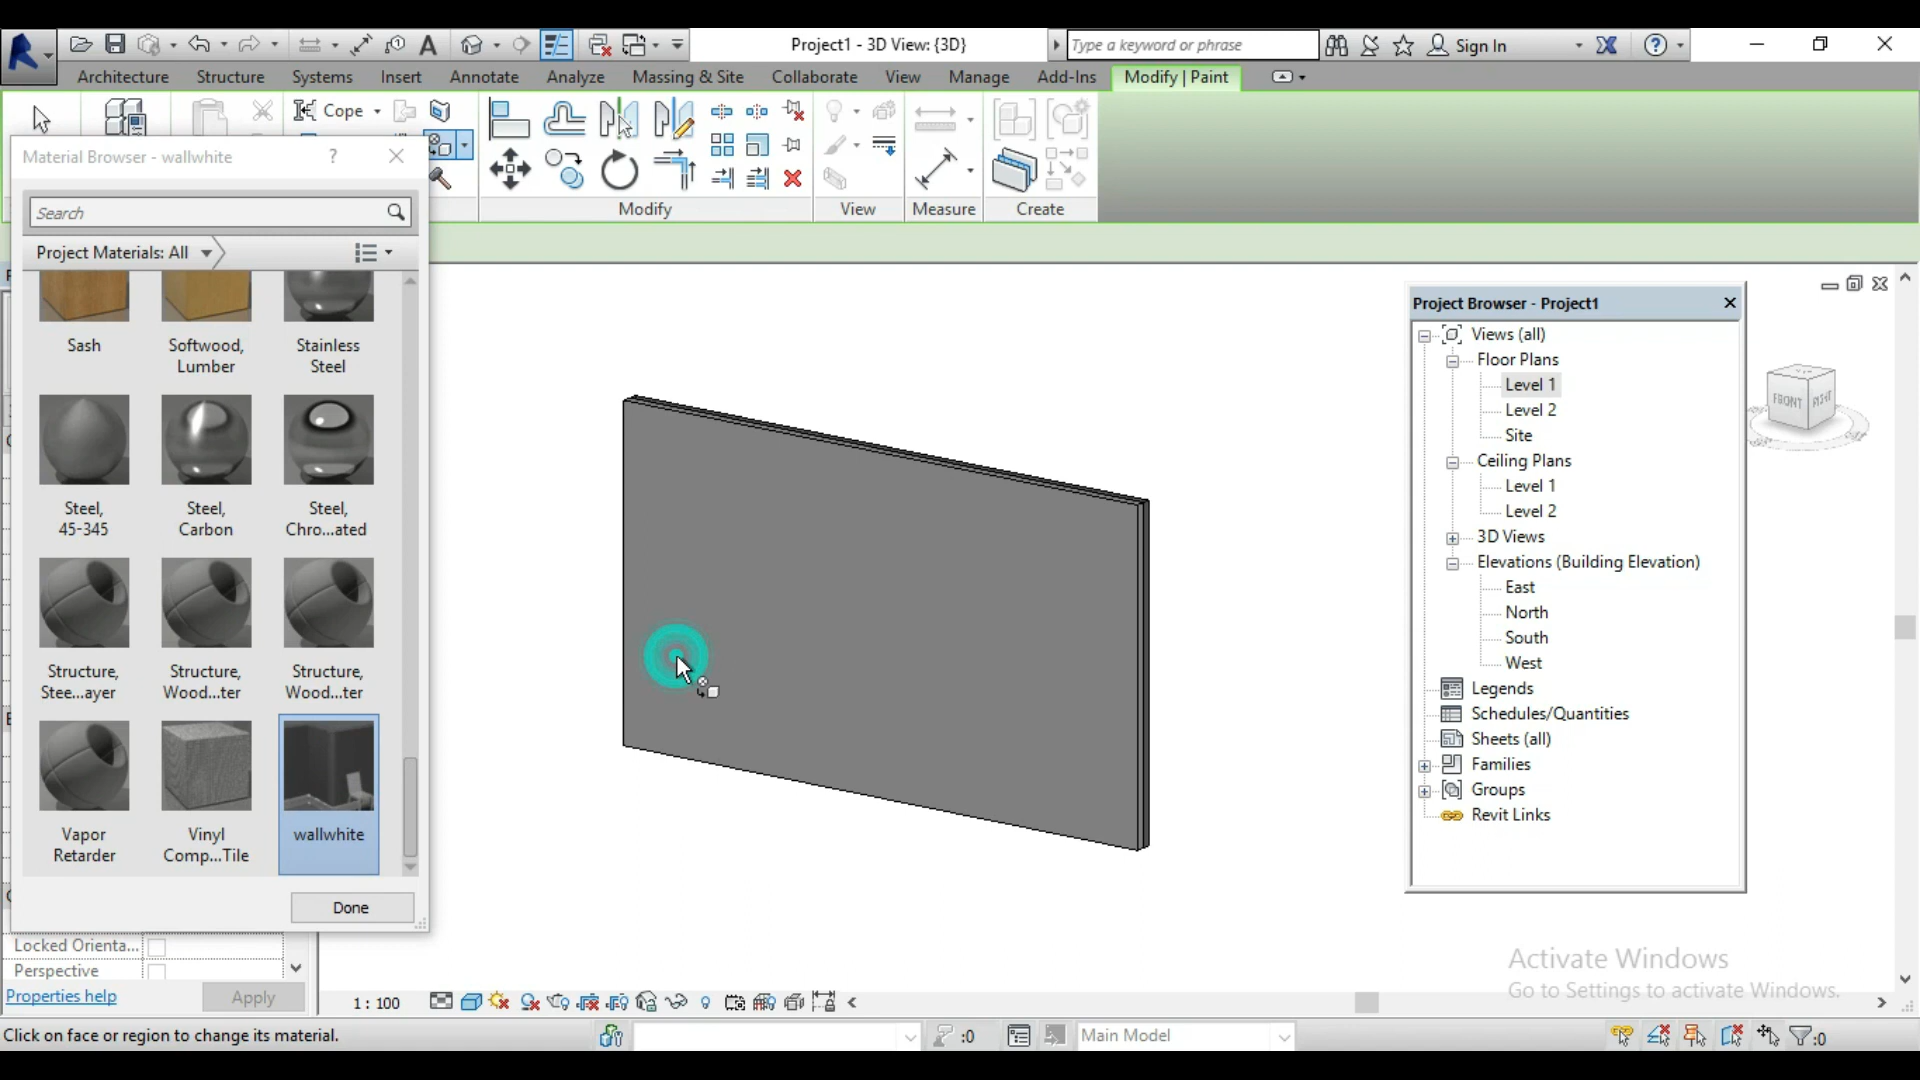 Project1 - 3D View: {3D}
Type a keyword or phrase
Sign In
Architecture
Structure
Systems
Insert
Annotate
Analyze
Massing & Site
Collaborate
View
Manage
Add-Ins
Modify | Paint
Cope
Modify
View
Measure
Create
Material Browser - wallwhite
Search
Project Materials: All
Sash
Softwood,
Lumber
Stainless
Steel
Steel,
45-345
Steel,
Carbon
Steel,
Chro...ated
Structure,
Stee...ayer
Structure,
Wood...ter
Structure,
Wood...ter
Vapor
Retarder
Vinyl
Comp...Tile
wallwhite
Done
Locked Orienta...
Perspective
Properties help
Apply
Project Browser - Project1
Views (all)
Floor Plans
Level 1
Level 2
Site
Ceiling Plans
Level 1
Level 2
3D Views
Elevations (Building Elevation)
East
North
South
West
Legends
Schedules/Quantities
Sheets (all)
Families
Groups
Revit Links
FRONT
RIGHT
Activate Windows
Go to Settings to activate Windows.
1 : 100
Click on face or region to change its material.
:0
Main Model
:0